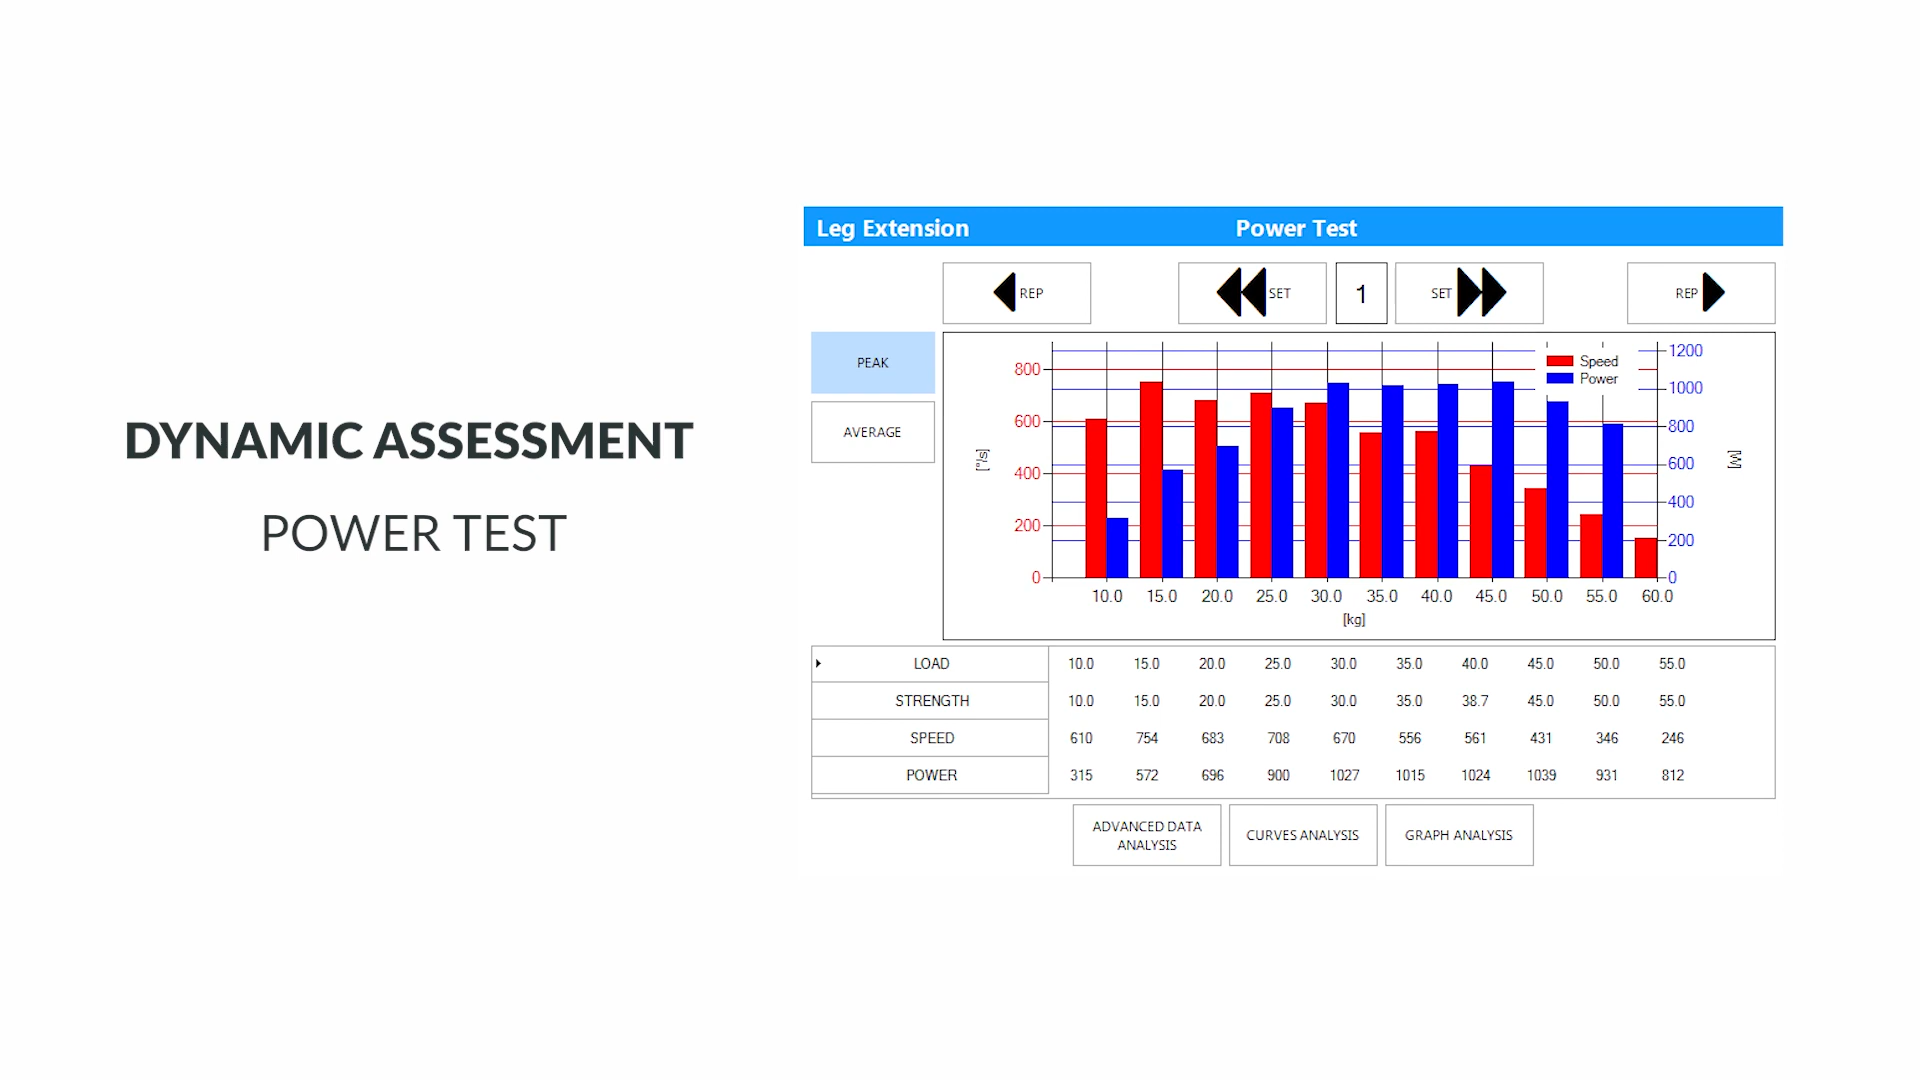 DYNAMIC ASSESSMENT
POWER TEST
Leg Extension Power Test
REP SET 1 SET REP
PEAK
AVERAGE
Speed
Power
[°/s]
800
600
400
200
0
[W]
1200
1000
800
600
400
200
0
10.0 15.0 20.0 25.0 30.0 35.0 40.0 45.0 50.0 55.0 60.0
[kg]
LOAD 10.0 15.0 20.0 25.0 30.0 35.0 40.0 45.0 50.0 55.0
STRENGTH 10.0 15.0 20.0 25.0 30.0 35.0 38.7 45.0 50.0 55.0
SPEED 610 754 683 708 670 556 561 431 346 246
POWER 315 572 696 900 1027 1015 1024 1039 931 812
ADVANCED DATA
ANALYSIS
CURVES ANALYSIS
GRAPH ANALYSIS